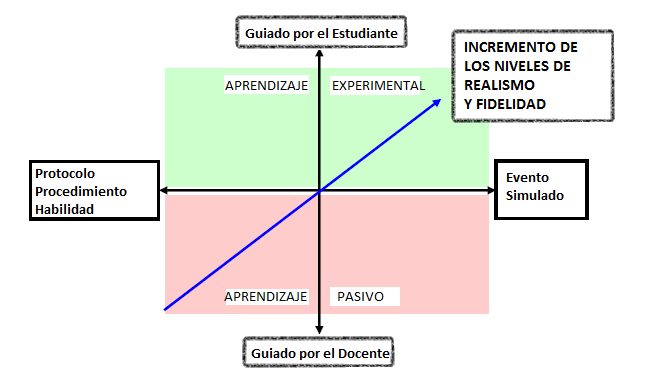 Guiado por el Estudiante
INCREMENTO DE
LOS NIVELES DE
REALISMO
Y FIDELIDAD
APRENDIZAJE EXPERIMENTAL
Protocolo
Procedimiento
Habilidad
Evento
Simulado
APRENDIZAJE PASIVO
Guiado por el Docente